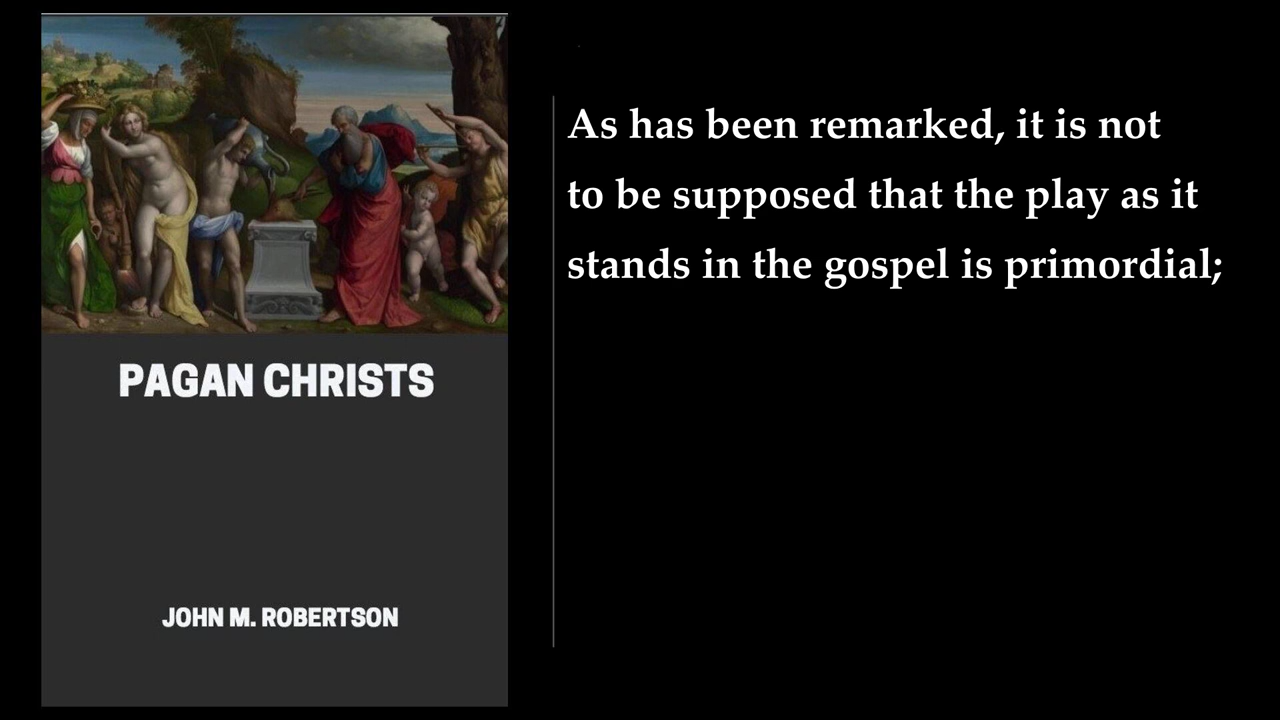 PAGAN CHRISTS
JOHN M. ROBERTSON
As has been remarked, it is not
to be supposed that the play as it
stands in the gospel is primordial;